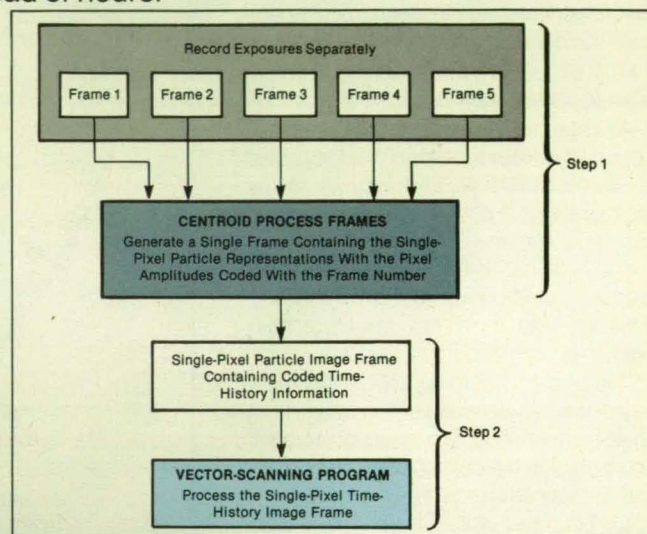 of hours.
Record Exposures Separately
Frame 1 Frame 2 Frame 3 Frame 4 Frame 5
Step 1
CENTROID PROCESS FRAMES
Generate a Single Frame Containing the Single-
Pixel Particle Representations With the Pixel
Amplitudes Coded With the Frame Number
Single-Pixel Particle Image Frame
Containing Coded Time-
History Information
Step 2
VECTOR-SCANNING PROGRAM
Process the Single-Pixel Time-
History Image Frame